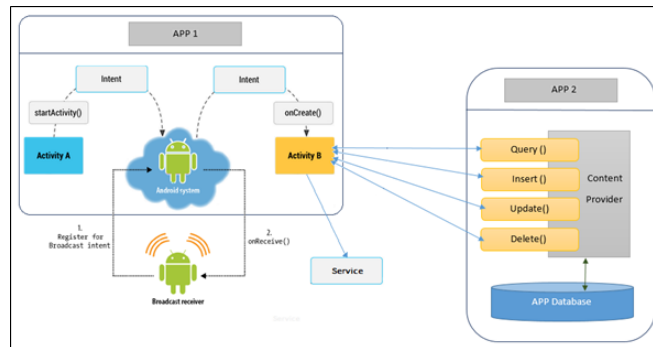 APP 1
Intent
Intent
startActivity()
onCreate()
Activity A
Android system
Activity B
1.
Register for
Broadcast intent
2.
onReceive()
Broadcast receiver
Service
APP 2
Query ()
Insert ()
Update()
Delete()
Content
Provider
APP Database